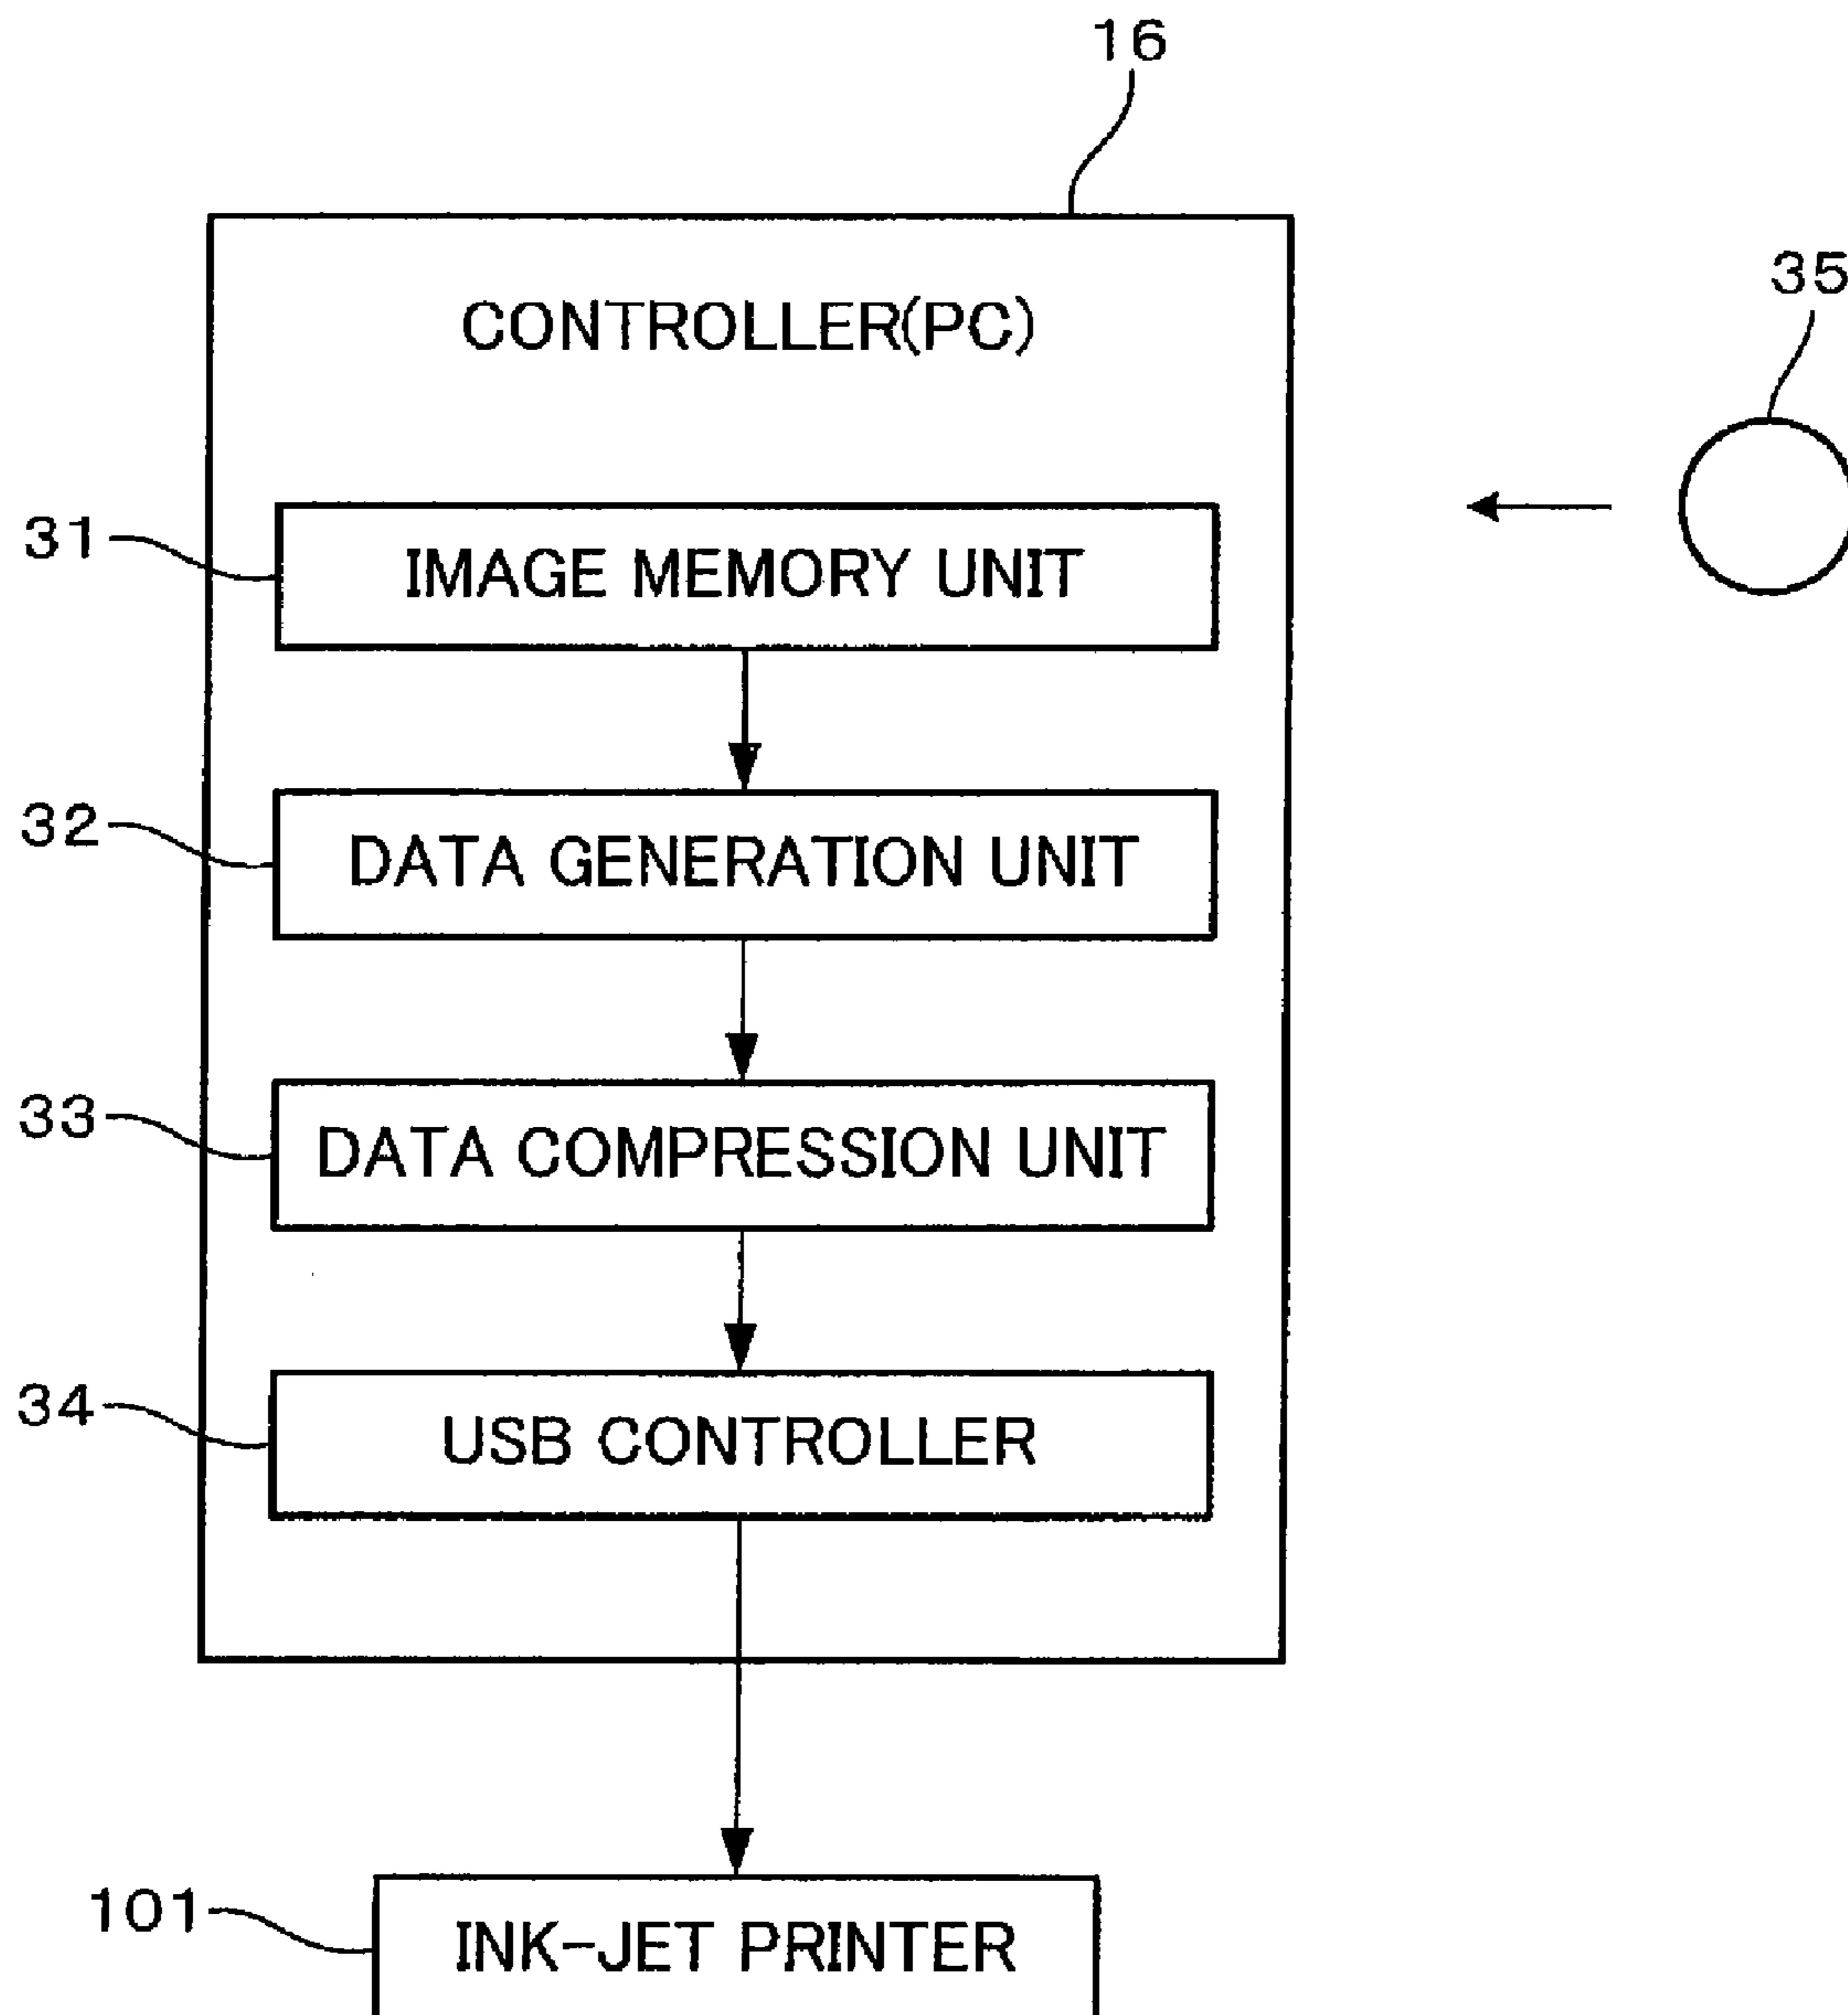 16
CONTROLLER(PC)
35
31
IMAGE MEMORY UNIT
32
DATA GENERATION UNIT
33
DATA COMPRESSION UNIT
34
USB CONTROLLER
101
INK-JET PRINTER